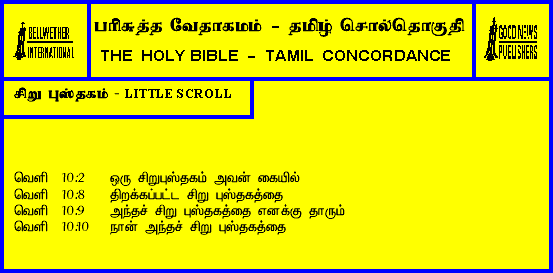 BELLWETHER
INTERNATIONAL
பரிசுத்த வேதாகமம் - தமிழ் சொல்தொகுதி
THE HOLY BIBLE - TAMIL CONCORDANCE
GOOD NEWS
PUBLISHERS
சிறு புஸ்தகம் - LITTLE SCROLL
வெளி 10:2 ஒரு சிறுபுஸ்தகம் அவன் கையில்
வெளி 10:8 திறக்கப்பட்ட சிறு புஸ்தகத்தை
வெளி 10:9 அந்தச் சிறு புஸ்தகத்தை எனக்கு தாரும்
வெளி 10:10 நான் அந்தச் சிறு புஸ்தகத்தை